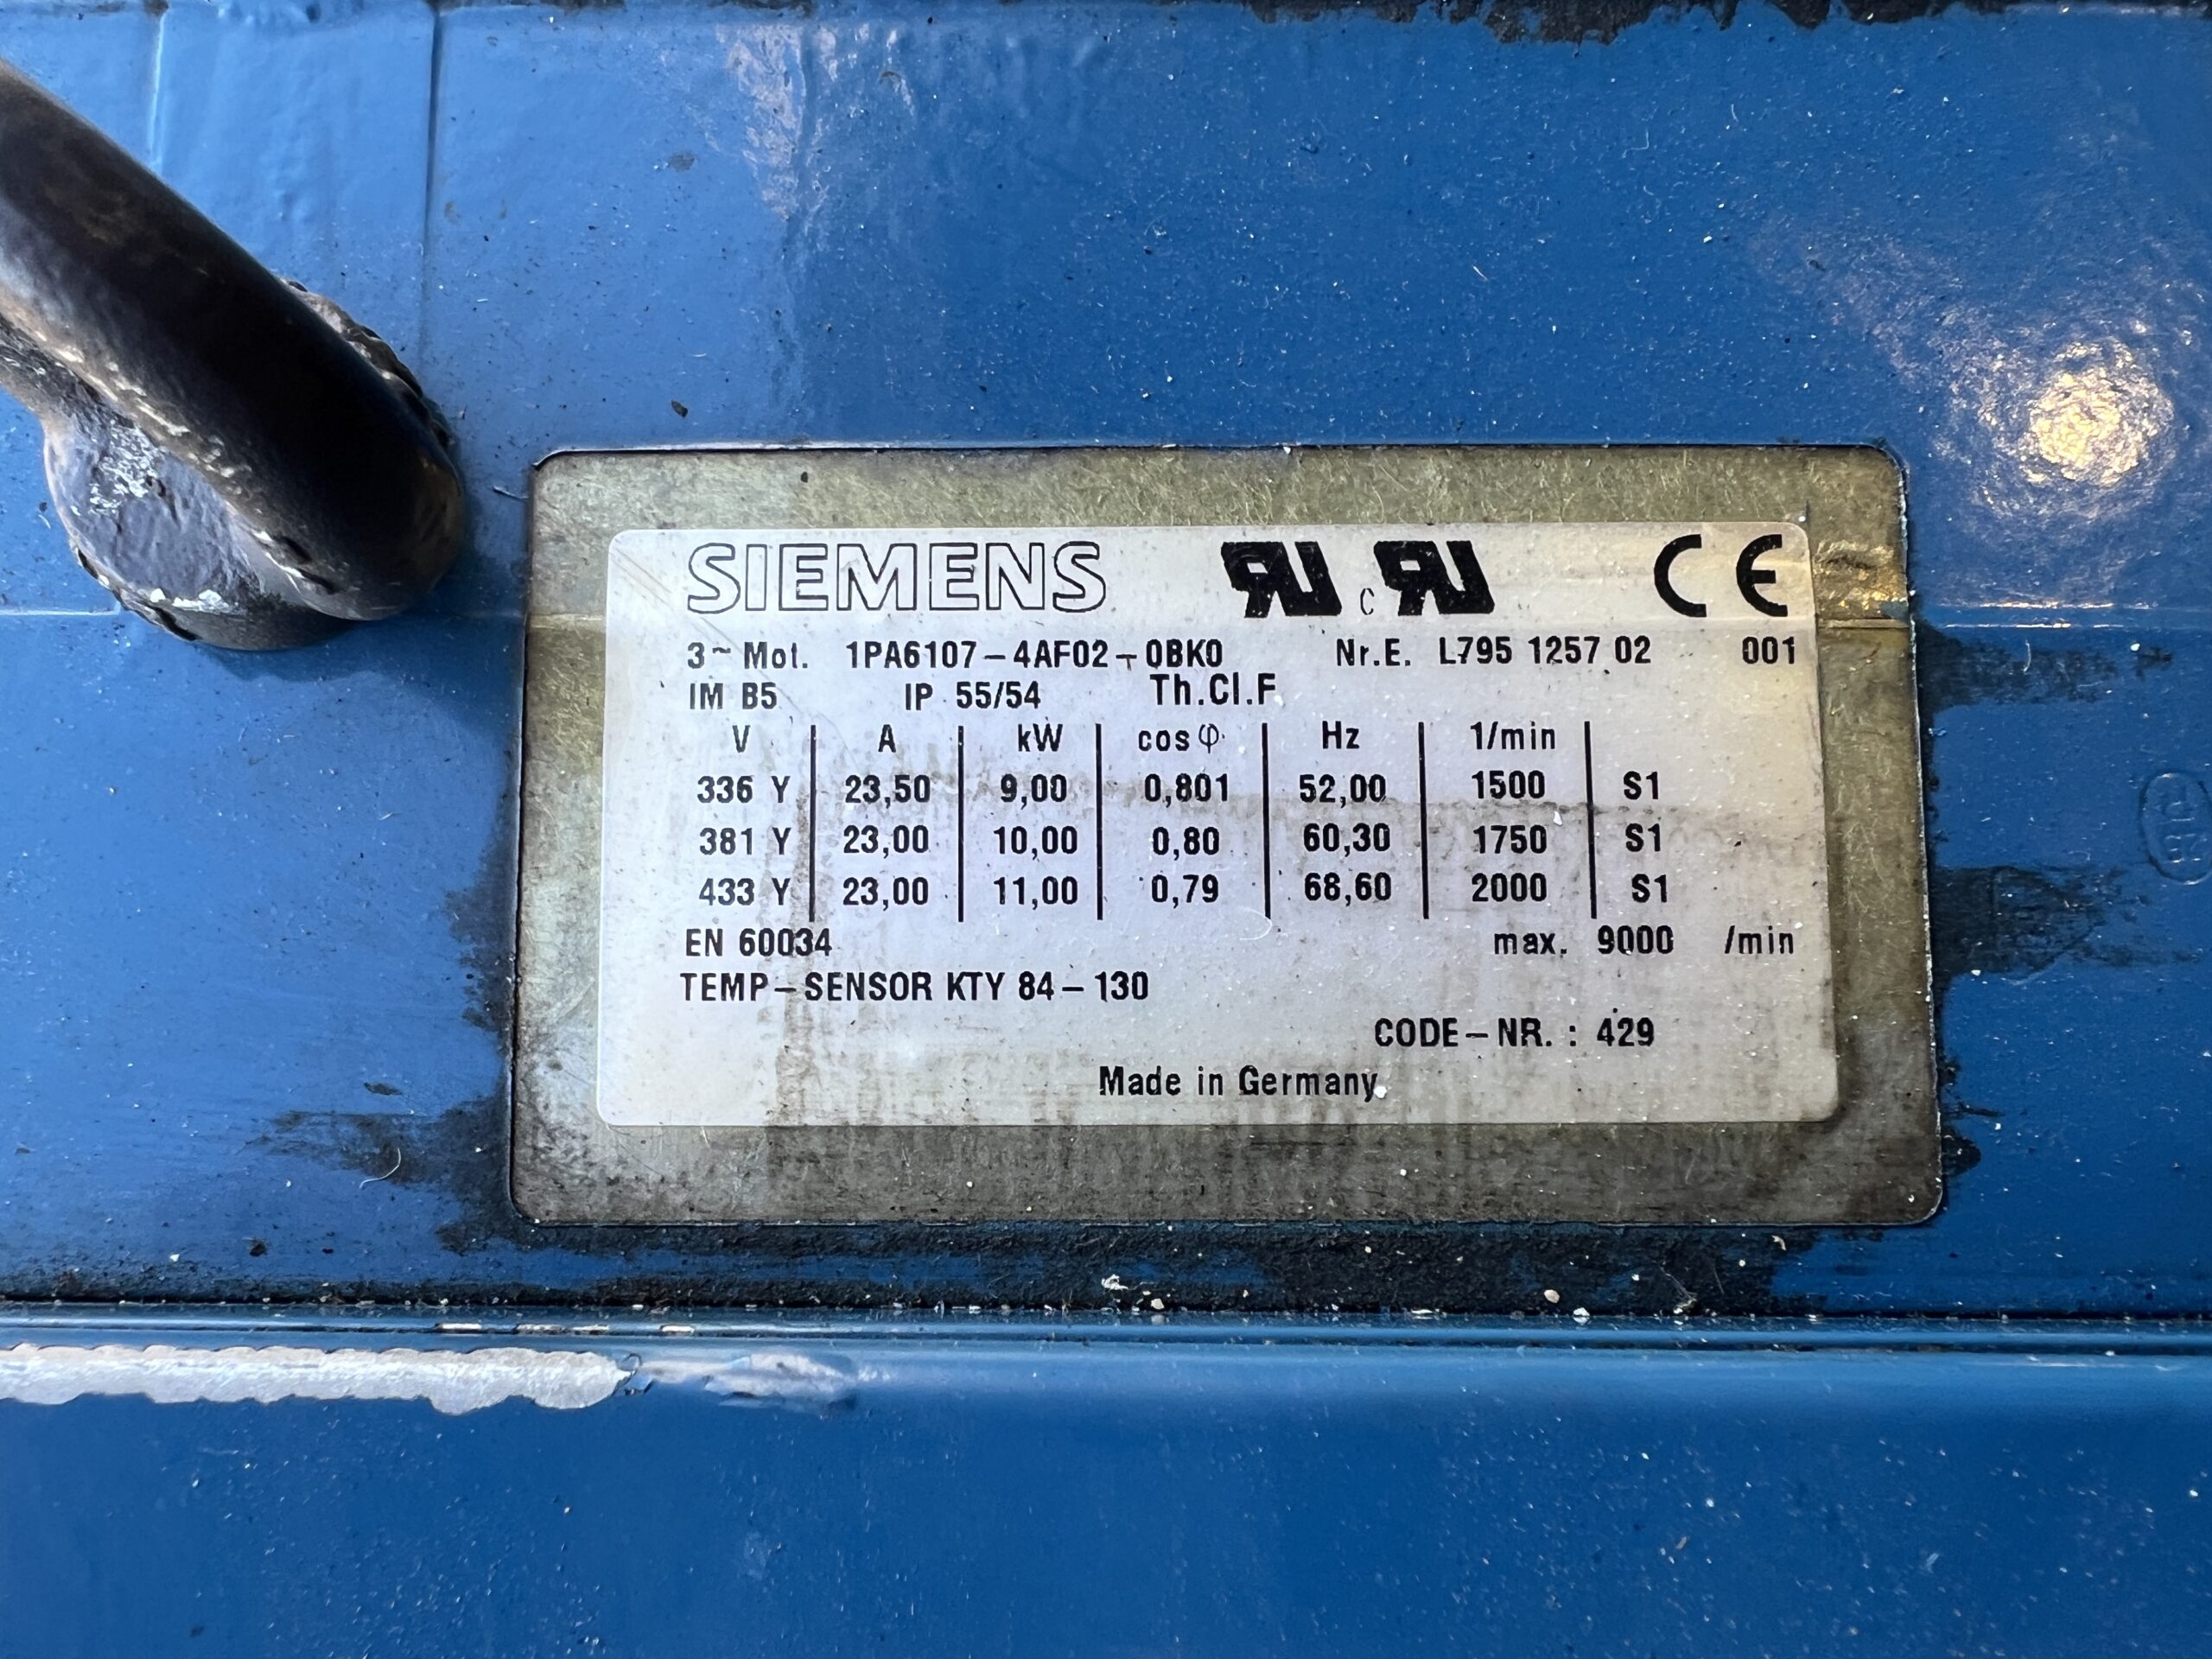 SIEMENS c CE
3~ Mot. 1PA6107-4AF02-0BK0 Nr.E. L795 1257 02 001
IM B5 IP 55/54 Th.Cl.F
V A kW cos φ Hz 1/min
336 Y 23,50 9,00 0,801 52,00 1500 S1
381 Y 23,00 10,00 0,80 60,30 1750 S1
433 Y 23,00 11,00 0,79 68,60 2000 S1
EN 60034 max. 9000 /min
TEMP-SENSOR KTY 84-130
CODE-NR. : 429
Made in Germany